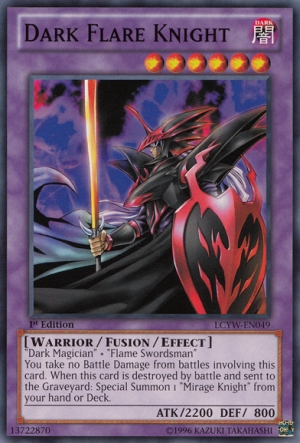 DARK FLARE KNIGHT
DARK
闇
1st Edition
LCYW-EN049
[WARRIOR / FUSION / EFFECT]
"Dark Magician" + "Flame Swordsman"
You take no Battle Damage from battles involving this
card. When this card is destroyed by battle and sent to
the Graveyard: Special Summon 1 "Mirage Knight" from
your hand or Deck.
ATK/2200 DEF/ 800
13722870
©1996 KAZUKI TAKAHASHI